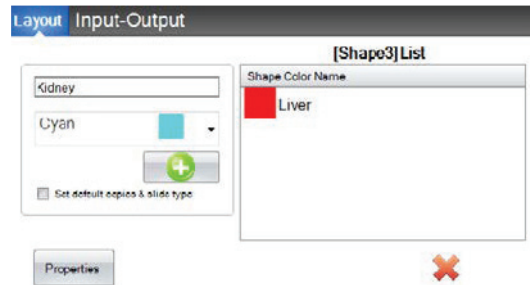 Layout Input-Output
[Shape3] List
Kidney
Shape Color Name
Cyan
Liver
Set default copies & slide type
Properties